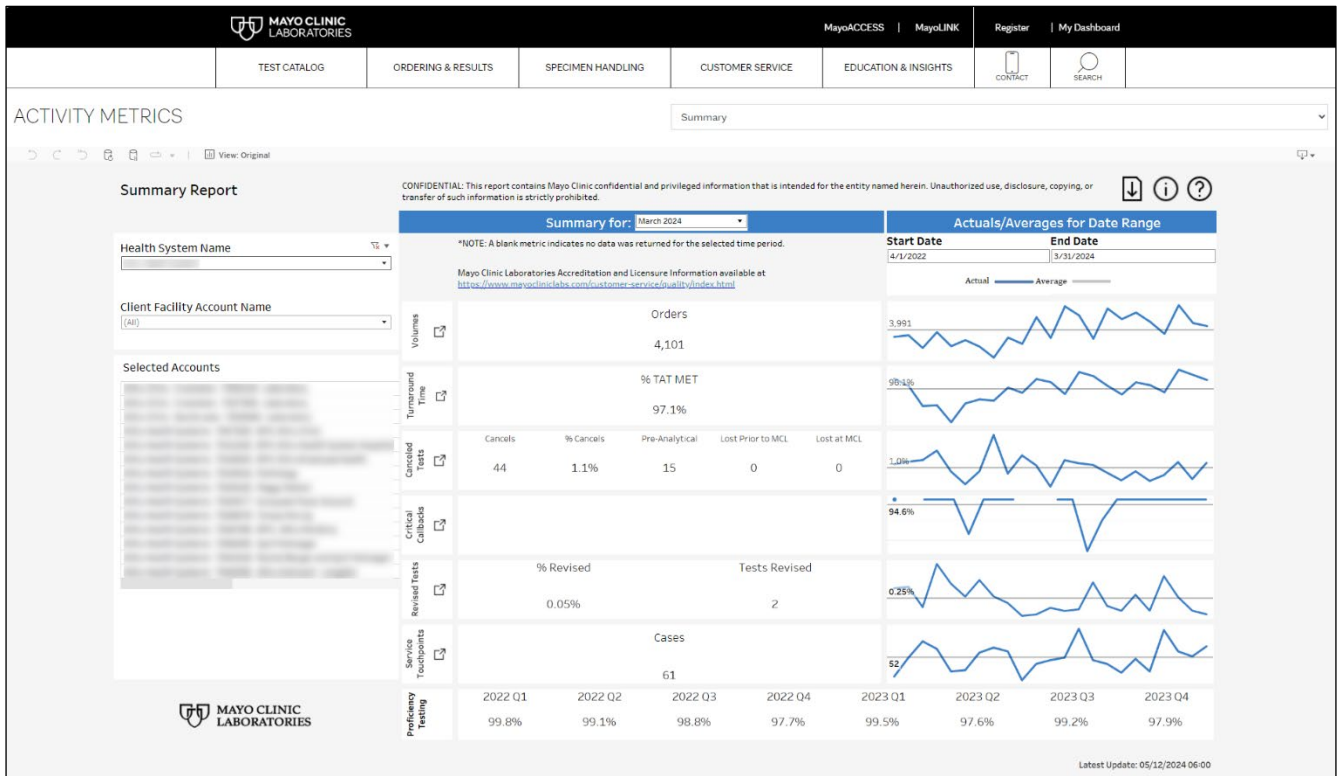 MAYO CLINIC
LABORATORIES
MayoACCESS | MayoLINK
Register | My Dashboard
TEST CATALOG
ORDERING & RESULTS
SPECIMEN HANDLING
CUSTOMER SERVICE
EDUCATION & INSIGHTS
CONTACT
SEARCH
ACTIVITY METRICS
Summary
View: Original
Summary Report
CONFIDENTIAL: This report contains Mayo Clinic confidential and privileged information that is intended for the entity named herein. Unauthorized use, disclosure, copying, or
transfer of such information is strictly prohibited.
Health System Name
Client Facility Account Name
(All)
Selected Accounts
Summary for: March 2024
*NOTE: A blank metric indicates no data was returned for the selected time period.
Mayo Clinic Laboratories Accreditation and Licensure Information available at
https://www.mayocliniclabs.com/customer-service/quality/index.html
Actuals/Averages for Date Range
Start Date End Date
4/1/2022 3/31/2024
Actual Average
Volumes
Orders
4,101
3,991
Turnaround
Time
% TAT MET
97.1%
96.1%
Canceled
Tests
Cancels % Cancels Pre-Analytical Lost Prior to MCL Lost at MCL
44 1.1% 15 0 0
1.0%
Critical
Callbacks
94.6%
Revised Tests
% Revised Tests Revised
0.05% 2
0.25%
Service
Touchpoints
Cases
61
52
Proficiency
Testing
2022 Q1 2022 Q2 2022 Q3 2022 Q4 2023 Q1 2023 Q2 2023 Q3 2023 Q4
99.8% 99.1% 98.8% 97.7% 99.5% 97.6% 99.2% 97.9%
MAYO CLINIC
LABORATORIES
Latest Update: 05/12/2024 06:00